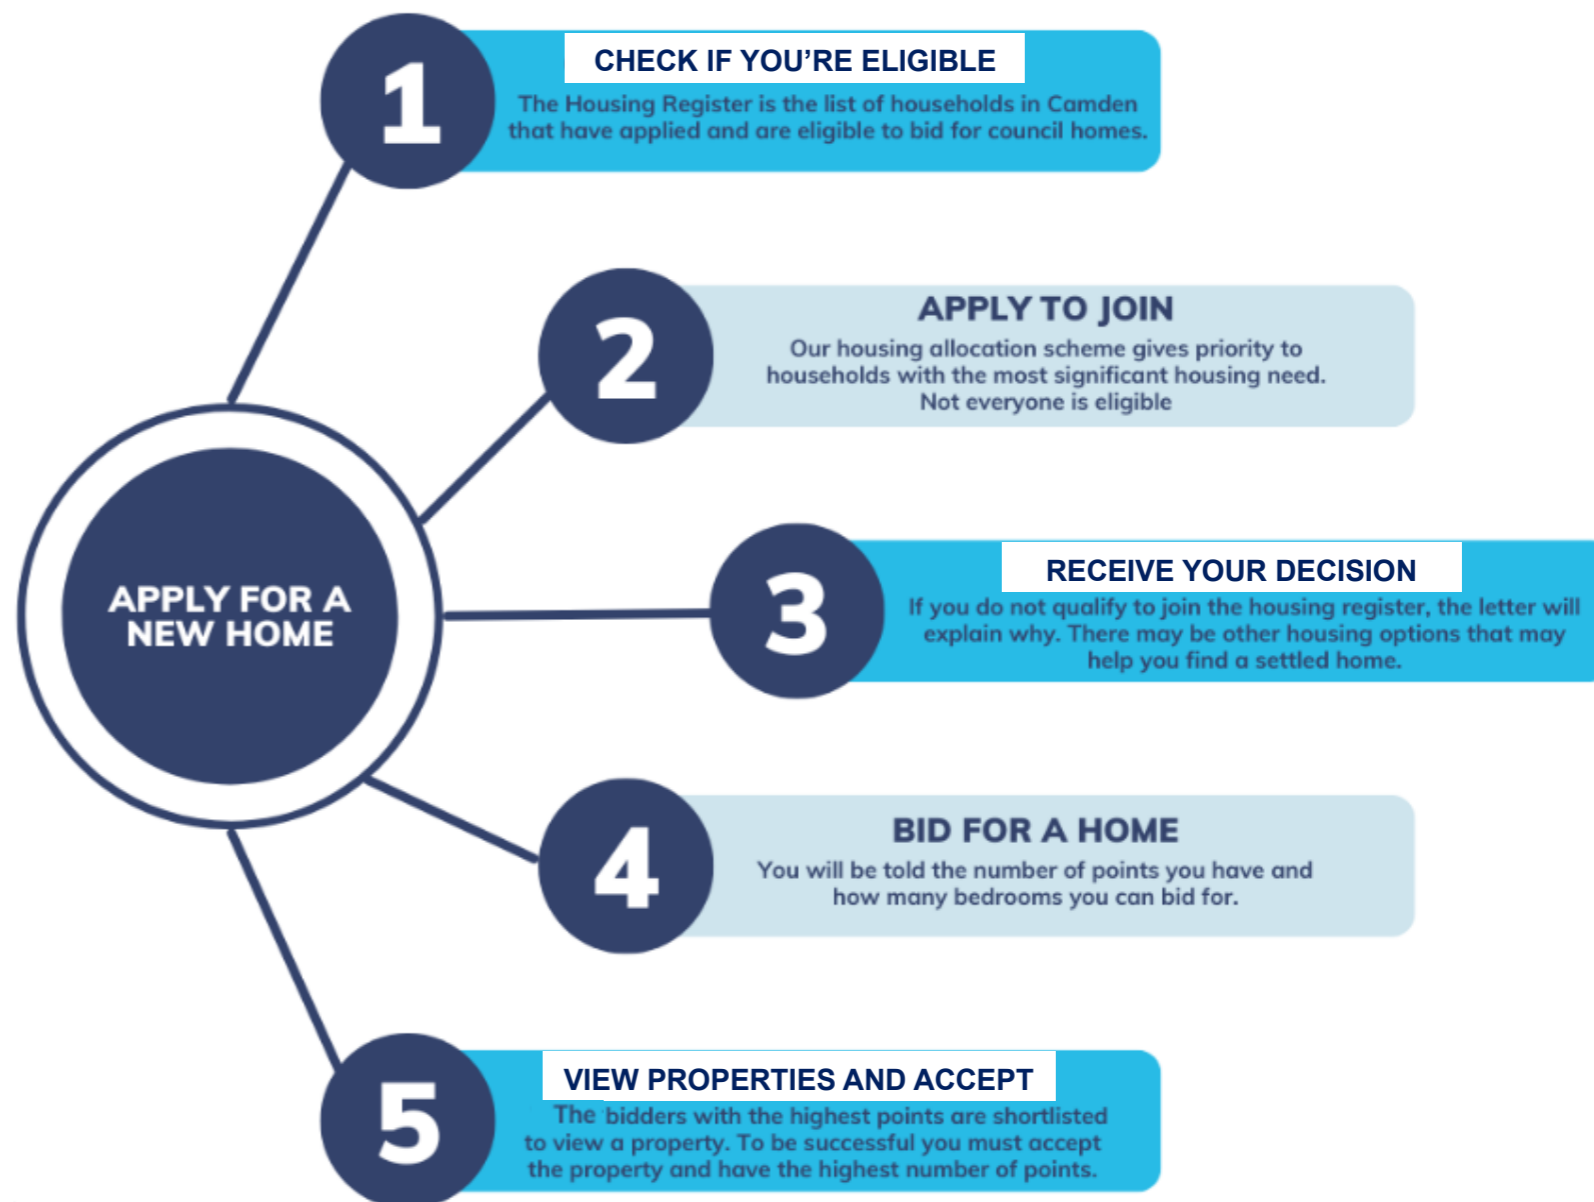 1
CHECK IF YOU’RE ELIGIBLE
The Housing Register is the list of households in Camden
that have applied and are eligible to bid for council homes.
2
APPLY TO JOIN
Our housing allocation scheme gives priority to
households with the most significant housing need.
Not everyone is eligible
APPLY FOR A
NEW HOME
3
RECEIVE YOUR DECISION
If you do not qualify to join the housing register, the letter will
explain why. There may be other housing options that may
help you find a settled home.
4
BID FOR A HOME
You will be told the number of points you have and
how many bedrooms you can bid for.
5
VIEW PROPERTIES AND ACCEPT
The bidders with the highest points are shortlisted
to view a property. To be successful you must accept
the property and have the highest number of points.